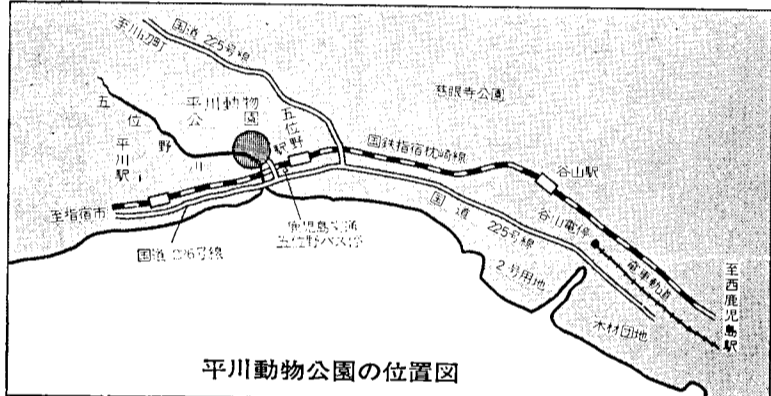 国道 225号線
至川辺町
慈眼寺公園
平川動物
公園
五位野川
五位野駅
平川駅
国鉄指宿枕崎線
谷山駅
至指宿市
国道 226号線
鹿児島交通
五位野バス停
国道 225号線
谷山電停
電車軌道
2号用地
木材団地
至西鹿児島駅
平川動物公園の位置図